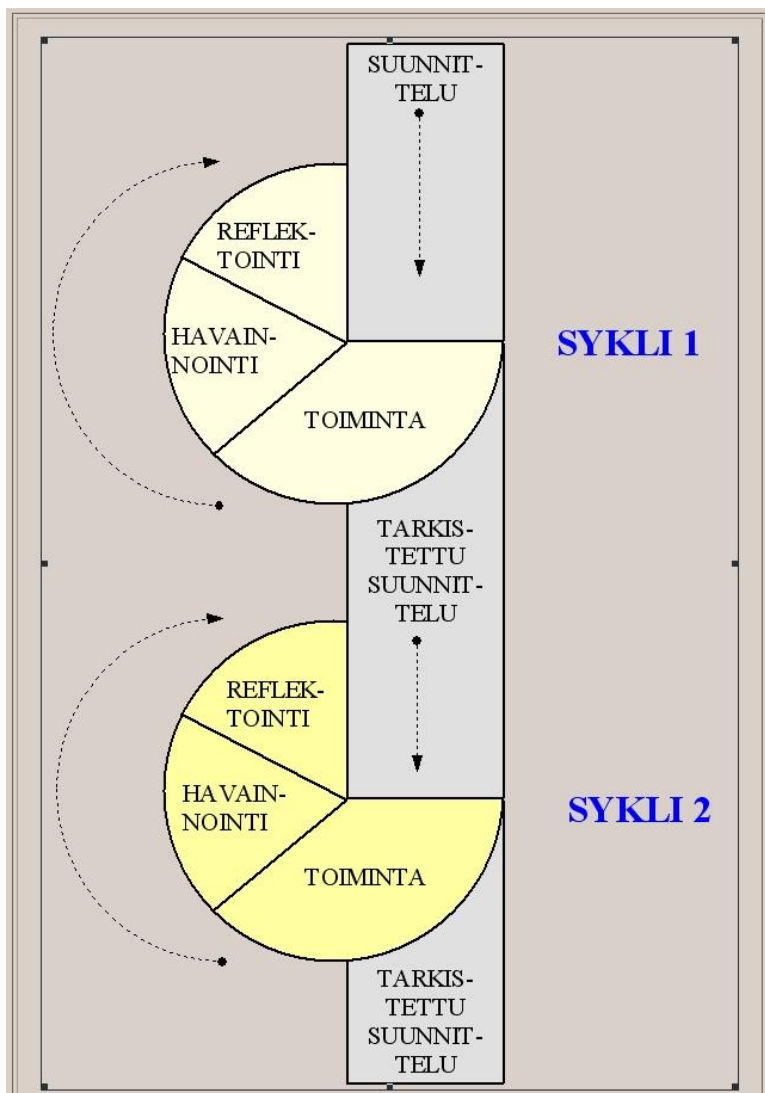 SUUNNIT-
TELU
REFLEK-
TOINTI
HAVAIN-
NOINTI
TOIMINTA
SYKLI 1
TARKIS-
TETTU
SUUNNIT-
TELU
REFLEK-
TOINTI
HAVAIN-
NOINTI
TOIMINTA
SYKLI 2
TARKIS-
TETTU
SUUNNIT-
TELU